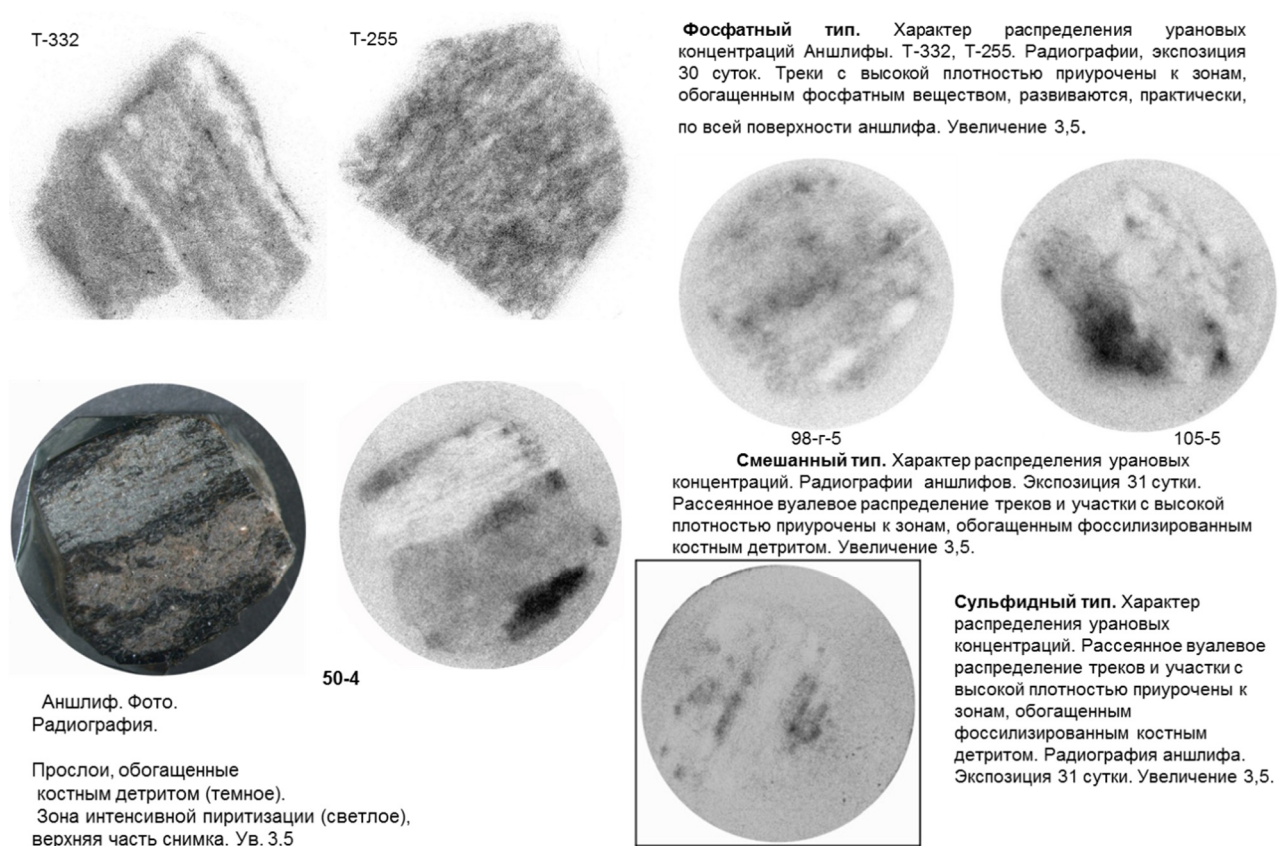 T-332
T-255
Фосфатный тип. Характер распределения урановых
концентраций Аншлифы. Т-332, Т-255. Радиографии, экспозиция
30 суток. Треки с высокой плотностью приурочены к зонам,
обогащенным фосфатным веществом, развиваются, практически,
по всей поверхности аншлифа. Увеличение 3,5.
98-г-5
105-5
Смешанный тип. Характер распределения урановых
концентраций. Радиографии аншлифов. Экспозиция 31 сутки.
Рассеянное вуалевое распределение треков и участки с высокой
плотностью приурочены к зонам, обогащенным фоссилизированным
костным детритом. Увеличение 3,5.
50-4
Аншлиф. Фото.
Радиография.
Прослои, обогащенные
костным детритом (темное).
Зона интенсивной пиритизации (светлое),
верхняя часть снимка. Ув. 3,5
Сульфидный тип. Характер
распределения урановых
концентраций. Рассеянное вуалевое
распределение треков и участки с
высокой плотностью приурочены к
зонам, обогащенным
фоссилизированным костным
детритом. Радиография аншлифа.
Экспозиция 31 сутки. Увеличение 3,5.